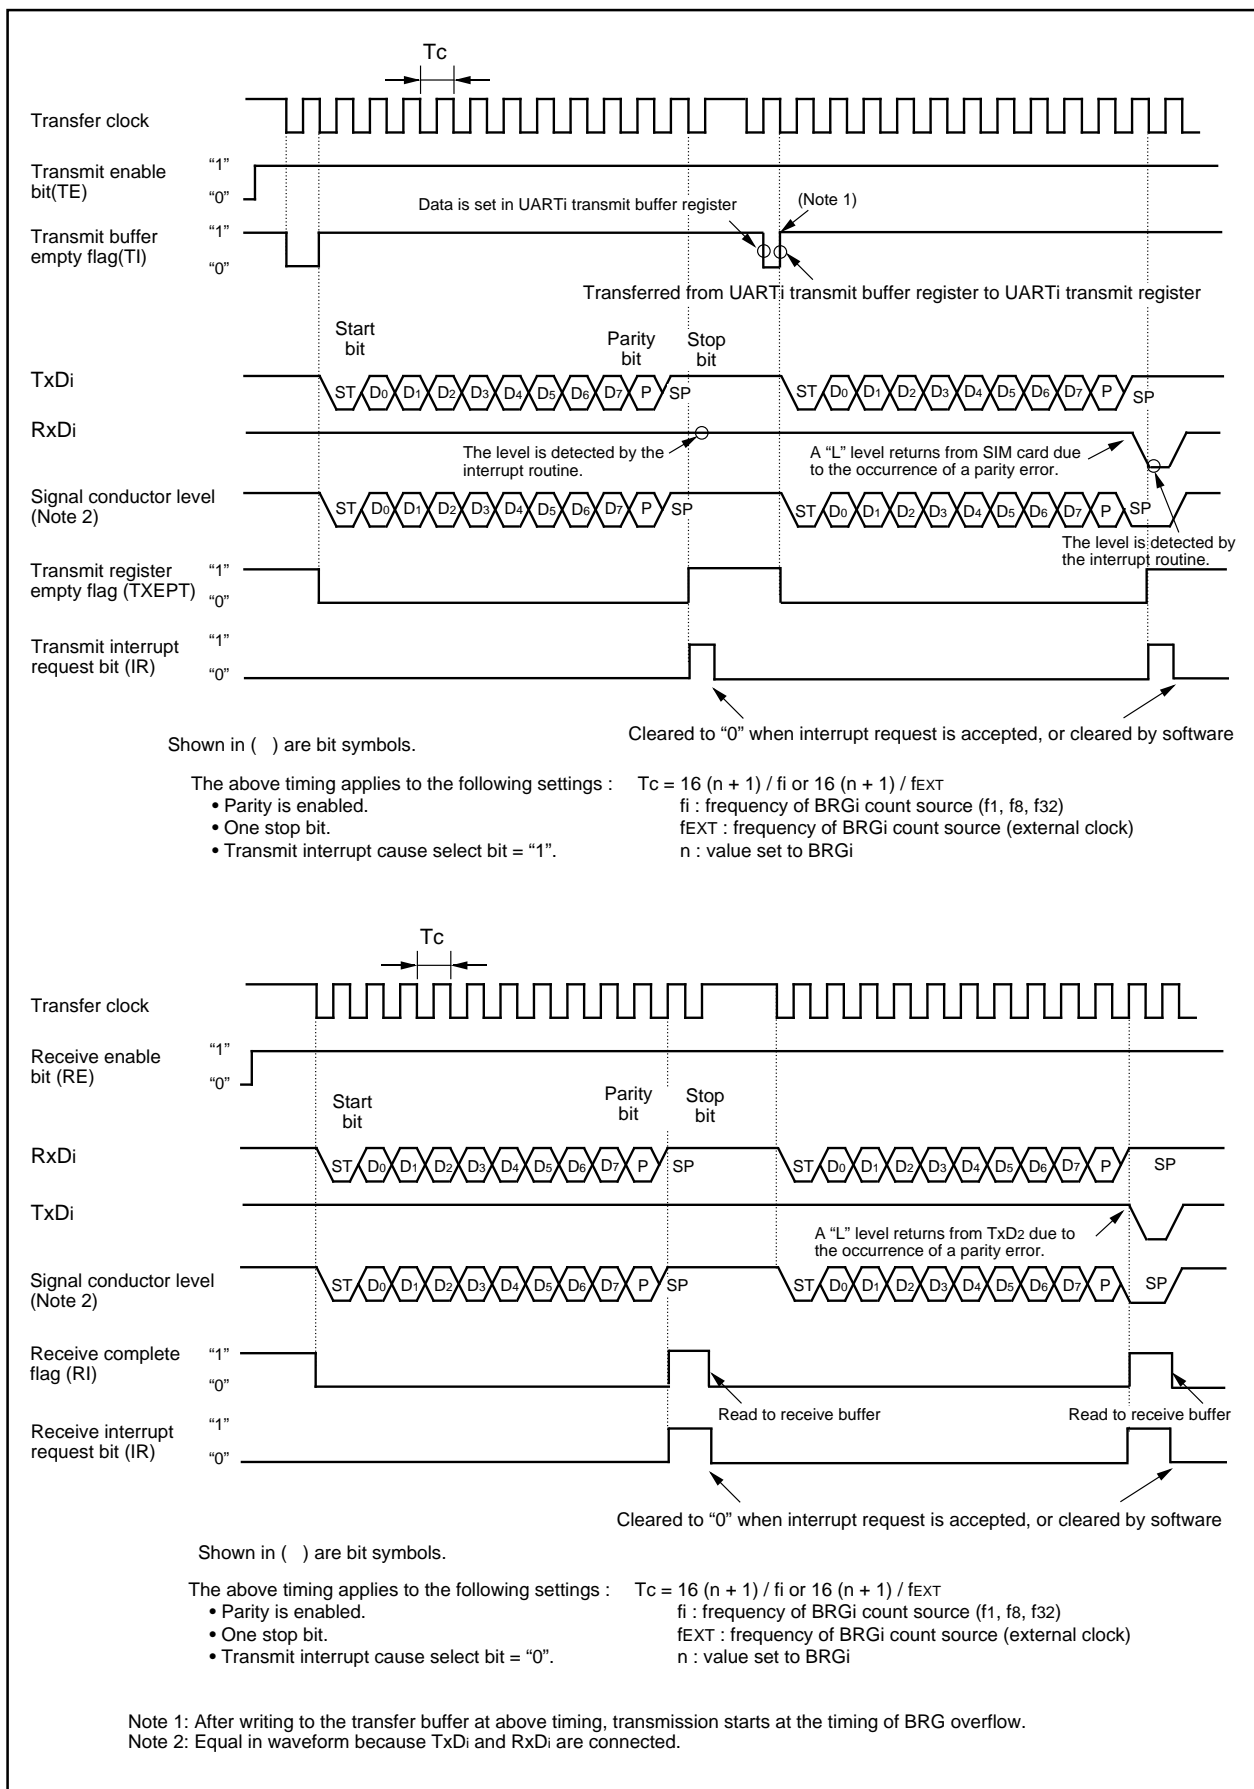 Tc
Transfer clock
Transmit enable
bit(TE)
“1”
“0”
Data is set in UARTi transmit buffer register
(Note 1)
Transmit buffer
empty flag(TI)
“1”
“0”
Transferred from UARTi transmit buffer register to UARTi transmit register
Start
bit
Parity
bit
Stop
bit
TxDi
ST D0 D1 D2 D3 D4 D5 D6 D7 P SP
ST D0 D1 D2 D3 D4 D5 D6 D7 P SP
RxDi
The level is detected by the
interrupt routine.
A “L” level returns from SIM card due
to the occurrence of a parity error.
Signal conductor level
(Note 2)
ST D0 D1 D2 D3 D4 D5 D6 D7 P SP
ST D0 D1 D2 D3 D4 D5 D6 D7 P SP
The level is detected by
the interrupt routine.
Transmit register
empty flag (TXEPT)
“1”
“0”
Transmit interrupt
request bit (IR)
“1”
“0”
Cleared to “0” when interrupt request is accepted, or cleared by software
Shown in ( ) are bit symbols.
The above timing applies to the following settings :
• Parity is enabled.
• One stop bit.
• Transmit interrupt cause select bit = “1”.
Tc = 16 (n + 1) / fi or 16 (n + 1) / fEXT
fi : frequency of BRGi count source (f1, f8, f32)
fEXT : frequency of BRGi count source (external clock)
n : value set to BRGi
Tc
Transfer clock
Receive enable
bit (RE)
“1”
“0”
Start
bit
Parity
bit
Stop
bit
RxDi
ST D0 D1 D2 D3 D4 D5 D6 D7 P SP
ST D0 D1 D2 D3 D4 D5 D6 D7 P SP
TxDi
A “L” level returns from TxD2 due to
the occurrence of a parity error.
Signal conductor level
(Note 2)
ST D0 D1 D2 D3 D4 D5 D6 D7 P SP
ST D0 D1 D2 D3 D4 D5 D6 D7 P SP
Receive complete
flag (RI)
“1”
“0”
Read to receive buffer
Read to receive buffer
Receive interrupt
request bit (IR)
“1”
“0”
Cleared to “0” when interrupt request is accepted, or cleared by software
Shown in ( ) are bit symbols.
The above timing applies to the following settings :
• Parity is enabled.
• One stop bit.
• Transmit interrupt cause select bit = “0”.
Tc = 16 (n + 1) / fi or 16 (n + 1) / fEXT
fi : frequency of BRGi count source (f1, f8, f32)
fEXT : frequency of BRGi count source (external clock)
n : value set to BRGi
Note 1: After writing to the transfer buffer at above timing, transmission starts at the timing of BRG overflow.
Note 2: Equal in waveform because TxDi and RxDi are connected.